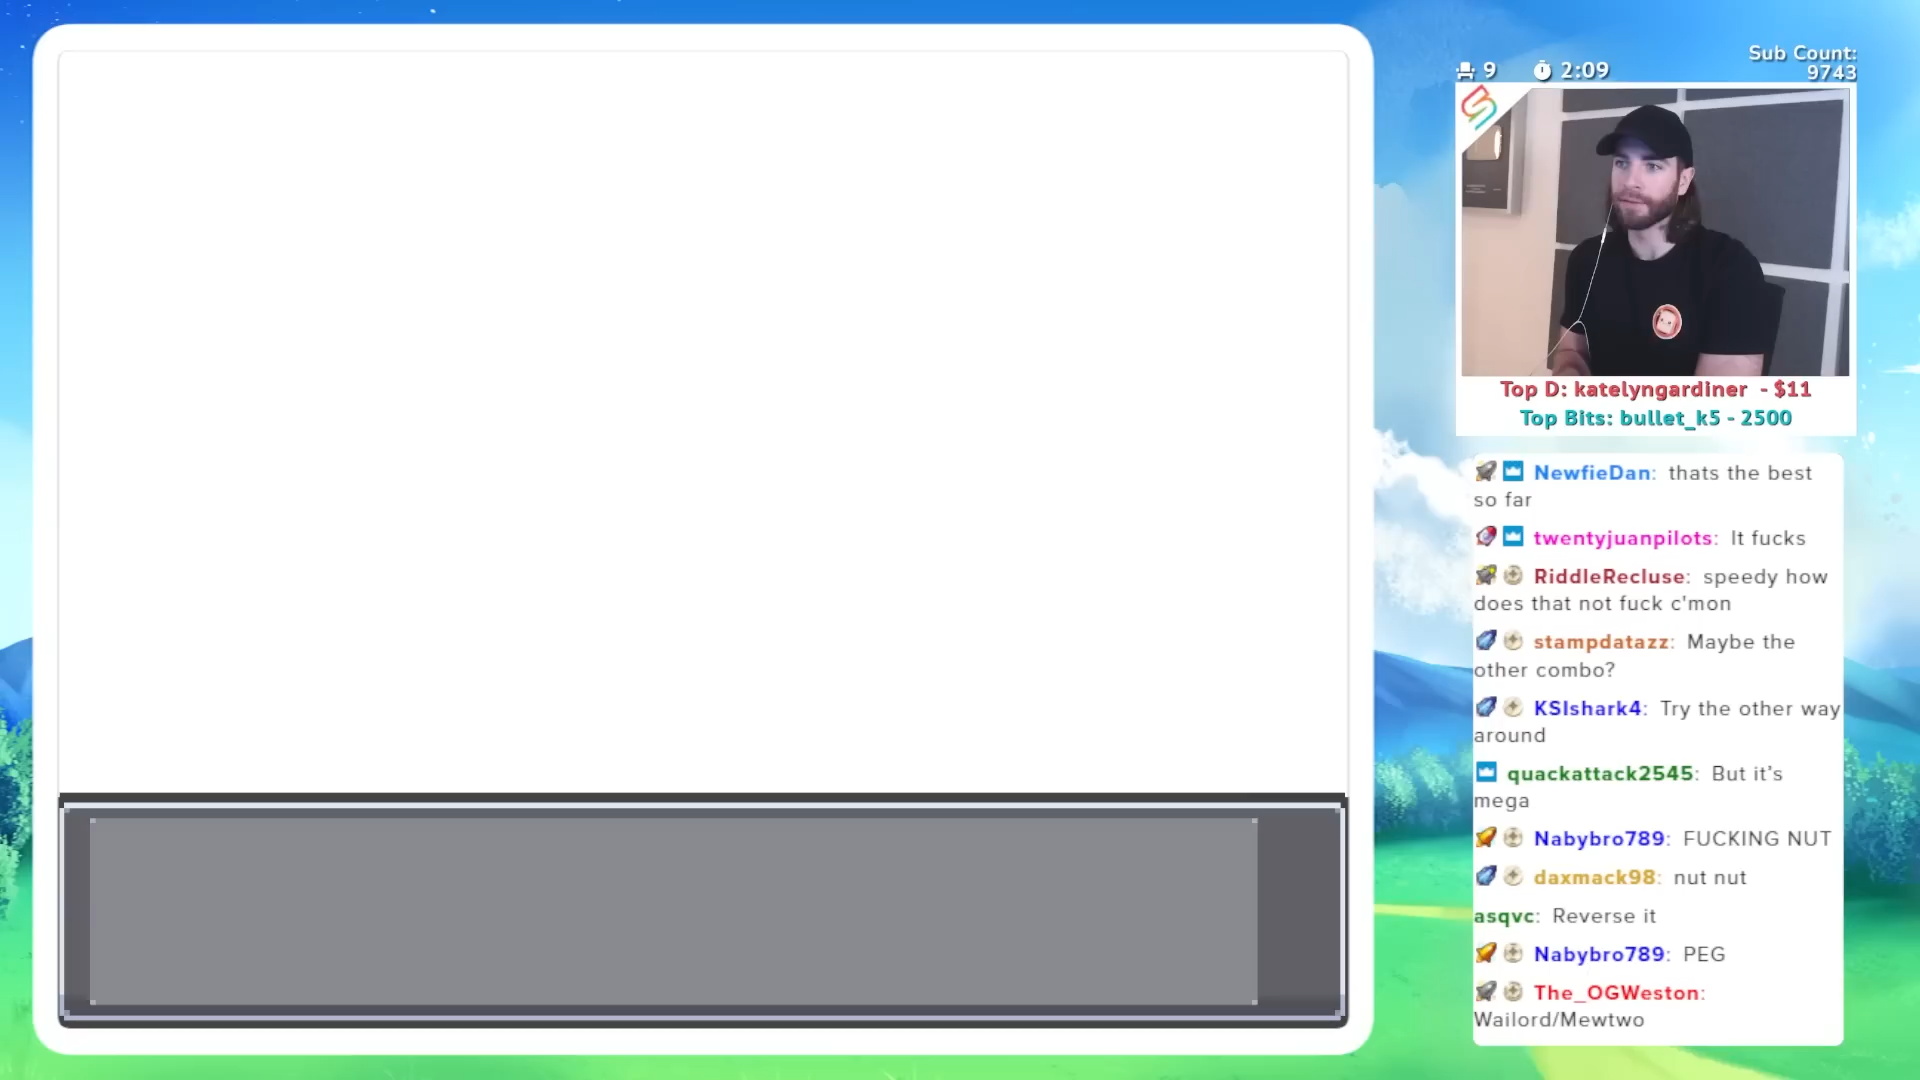 9
2:09
Sub Count:
9743
Top D: katelyngardiner - $11
Top Bits: bullet_k5 - 2500
NewfieDan: thats the best
so far
twentyjuanpilots: It fucks
RiddleRecluse: speedy how
does that not fuck c'mon
stampdatazz: Maybe the
other combo?
KSIshark4: Try the other way
around
quackattack2545: But it's
mega
Nabybro789: FUCKING NUT
daxmack98: nut nut
asqvc: Reverse it
Nabybro789: PEG
The_OGWeston:
Wailord/Mewtwo